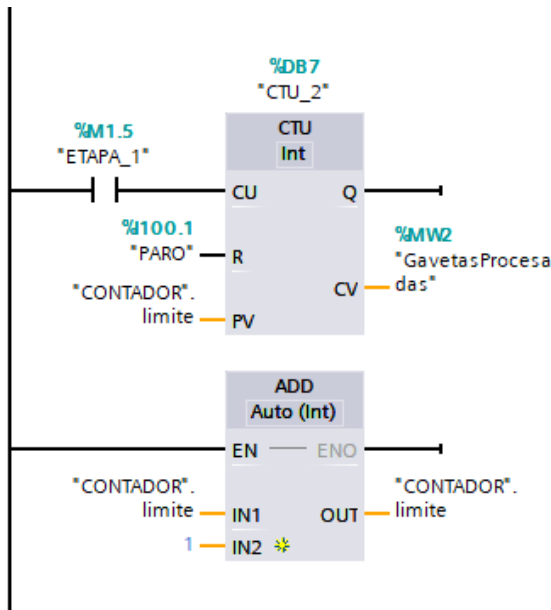 %DB7
"CTU_2"
%M1.5
"ETAPA_1"
CTU
Int
CU
Q
%I100.1
"PARO"
R
%MW2
"GavetasProcesa
das"
CV
"CONTADOR".
limite
PV
ADD
Auto (Int)
EN
ENO
"CONTADOR".
limite
IN1
OUT
"CONTADOR".
limite
1
IN2